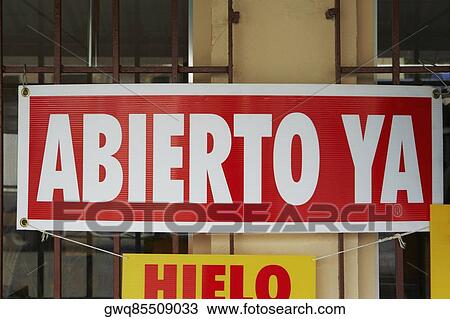 ABIERTO YA
FOTOSEARCH®
HIELO
gwq85509033 www.fotosearch.com